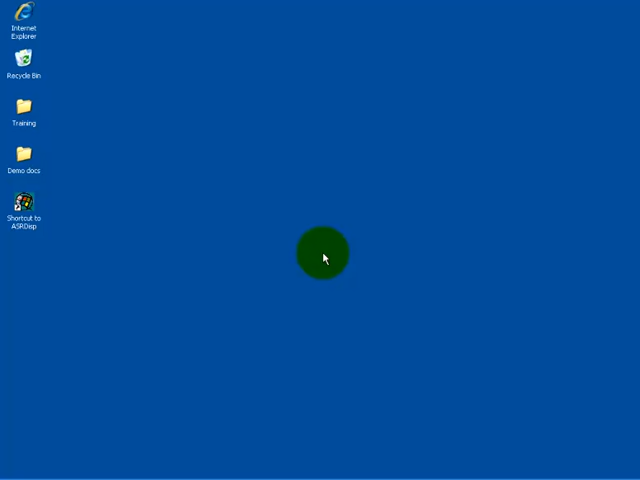 Internet
Explorer
Recycle Bin
Training
Demo docs
Shortcut to
ASRDisp